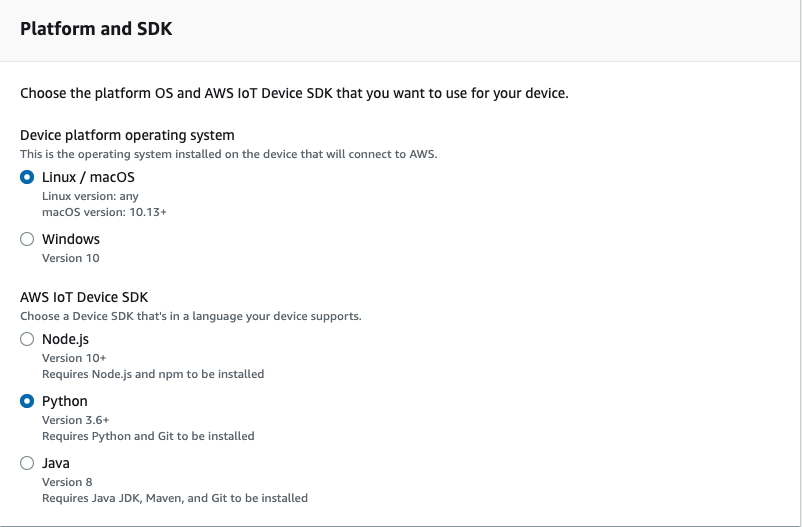 Platform and SDK
Choose the platform OS and AWS IoT Device SDK that you want to use for your device.
Device platform operating system
This is the operating system installed on the device that will connect to AWS.
Linux / macOS
Linux version: any
macOS version: 10.13+
Windows
Version 10
AWS IoT Device SDK
Choose a Device SDK that's in a language your device supports.
Node.js
Version 10+
Requires Node.js and npm to be installed
Python
Version 3.6+
Requires Python and Git to be installed
Java
Version 8
Requires Java JDK, Maven, and Git to be installed